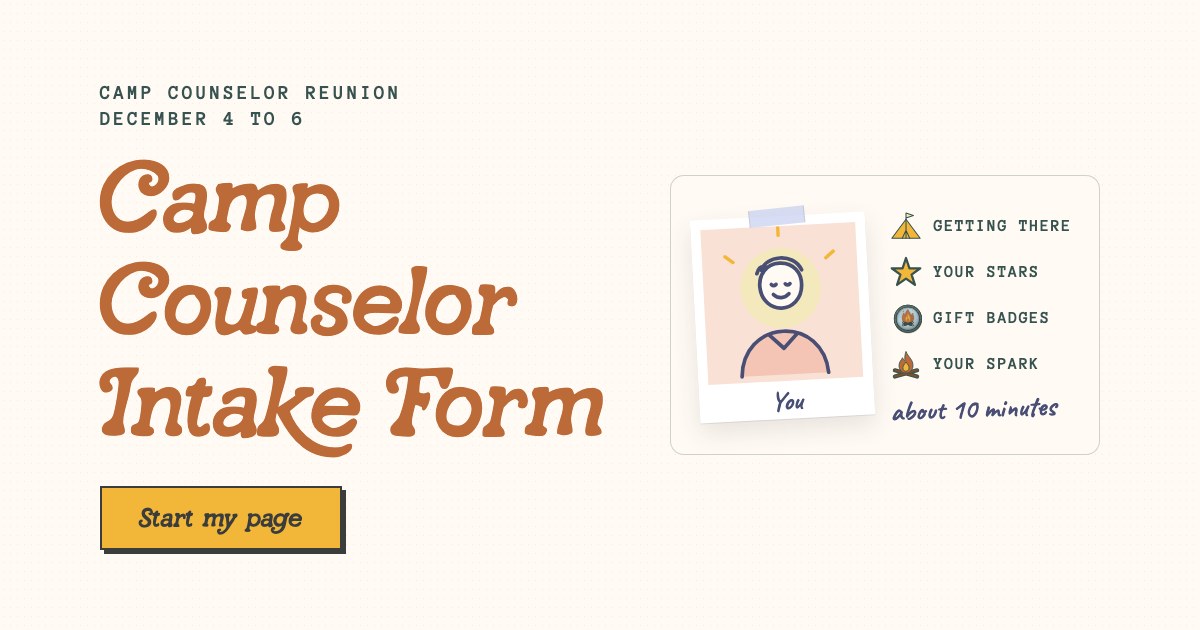 CAMP COUNSELOR REUNION
DECEMBER 4 TO 6
Camp
Counselor
Intake Form
Start my page
You
GETTING THERE
YOUR STARS
GIFT BADGES
YOUR SPARK
about 10 minutes